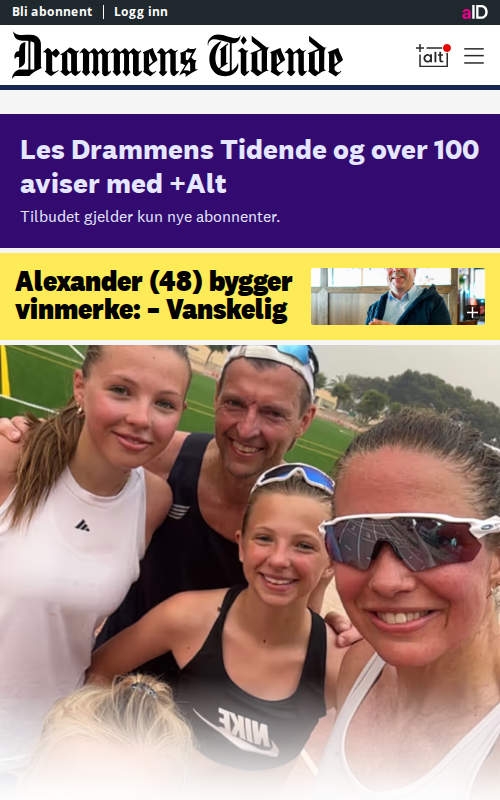 Bli abonnent | Logg inn
aID
Drammens Tidende
+alt
Les Drammens Tidende og over 100
aviser med +Alt
Tilbudet gjelder kun nye abonnenter.
Alexander (48) bygger
vinmerke: – Vanskelig
NIKE